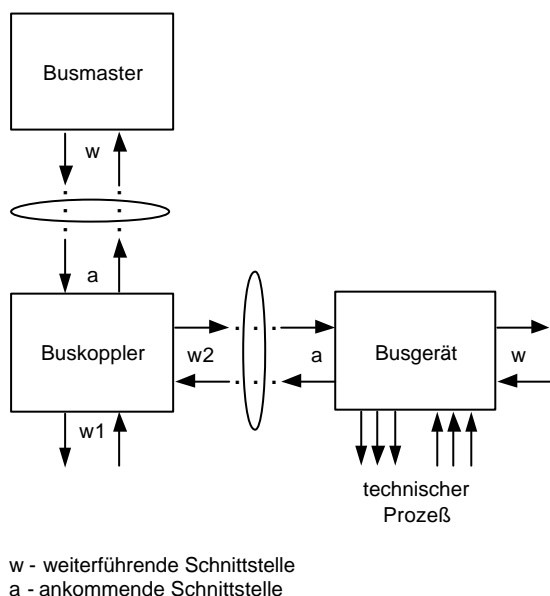 Busmaster
w
a
Buskoppler
w2
a
Busgerät
w
w1
technischer
Prozeß
w - weiterführende Schnittstelle
a - ankommende Schnittstelle